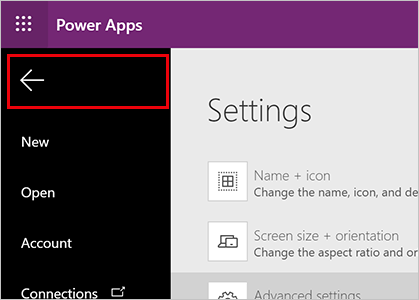 Power Apps
New
Open
Account
Connections
Settings
Name + icon
Change the name, icon, and de
Screen size + orientation
Change the aspect ratio and or
Advanced settings